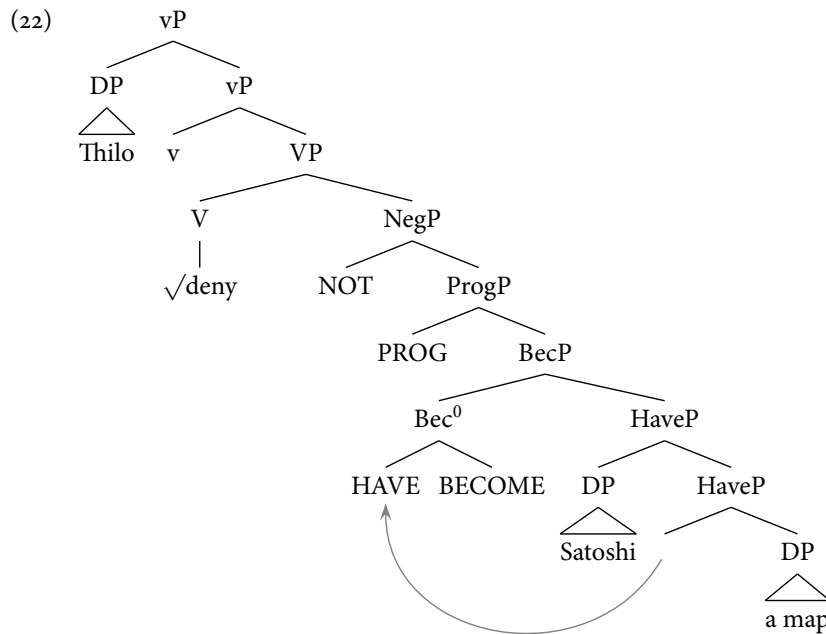 (22) vP
DP vP
Thilo v VP
V NegP
√deny NOT ProgP
PROG BecP
Bec⁰ HaveP
HAVE BECOME DP HaveP
Satoshi DP
a map